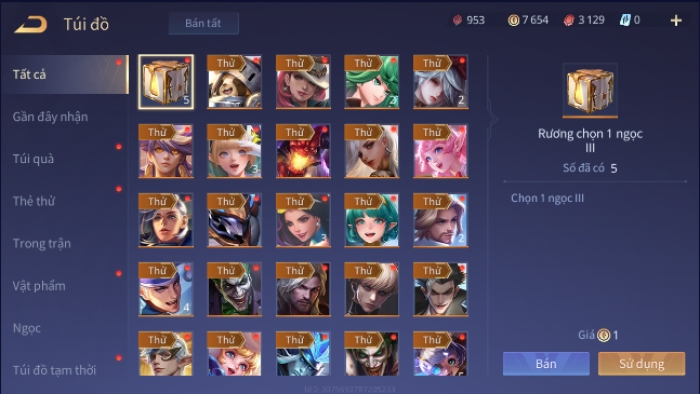 Túi đồ
Bán tất
953
7 654
3 129
0
+
Tất cả
Gần đây nhận
Túi quà
Thẻ thử
Trong trận
Vật phẩm
Ngọc
Túi đồ tạm thời
5
Thử
Thử
Thử
2
Thử
2
Thử
Thử
3
Thử
Thử
Thử
Thử
Thử
Thử
3
Thử
Thử
2
Thử
4
Thử
Thử
Thử
Thử
Thử
Thử
Thử
Thử
Thử
Rương chọn 1 ngọc
III
Số đã có 5
Chọn 1 ngọc III
Giá 1
Bán
Sử dụng